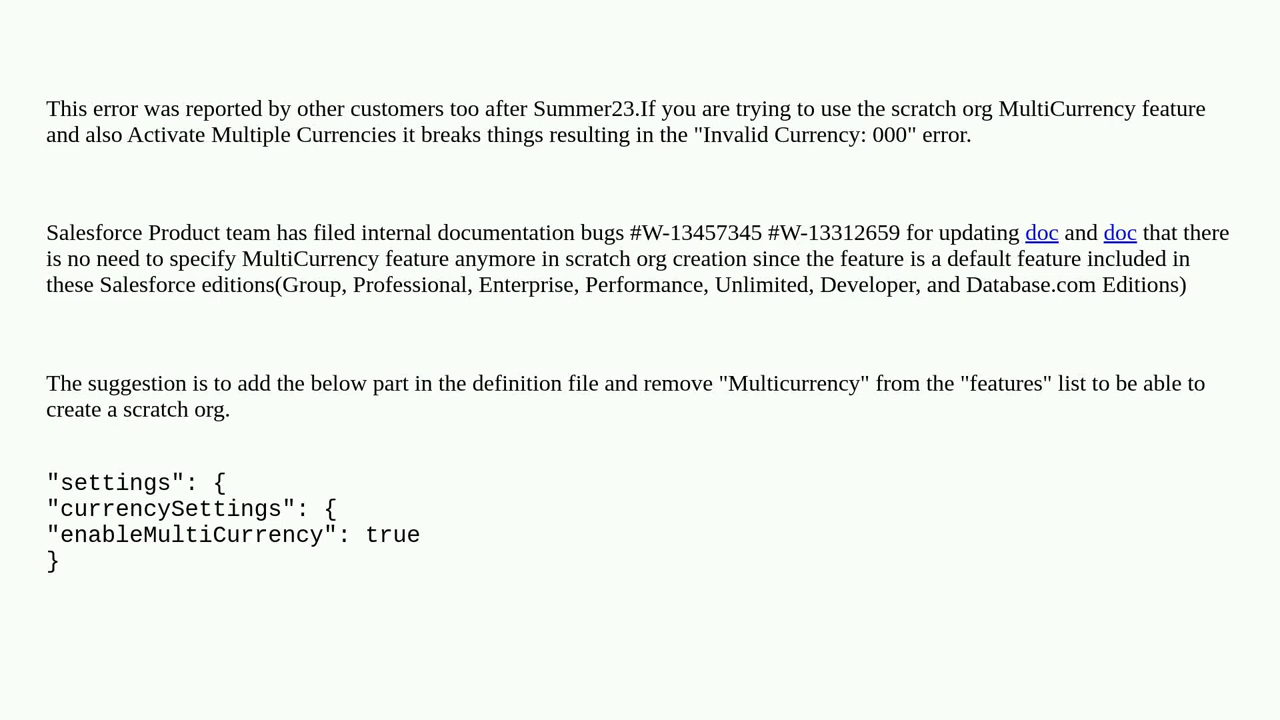 This error was reported by other customers too after Summer23.If you are trying to use the scratch org MultiCurrency feature
and also Activate Multiple Currencies it breaks things resulting in the "Invalid Currency: 000" error.
Salesforce Product team has filed internal documentation bugs #W-13457345 #W-13312659 for updating doc and doc that there
is no need to specify MultiCurrency feature anymore in scratch org creation since the feature is a default feature included in
these Salesforce editions(Group, Professional, Enterprise, Performance, Unlimited, Developer, and Database.com Editions)
The suggestion is to add the below part in the definition file and remove "Multicurrency" from the "features" list to be able to
create a scratch org.
"settings": {
"currencySettings": {
"enableMultiCurrency": true
}